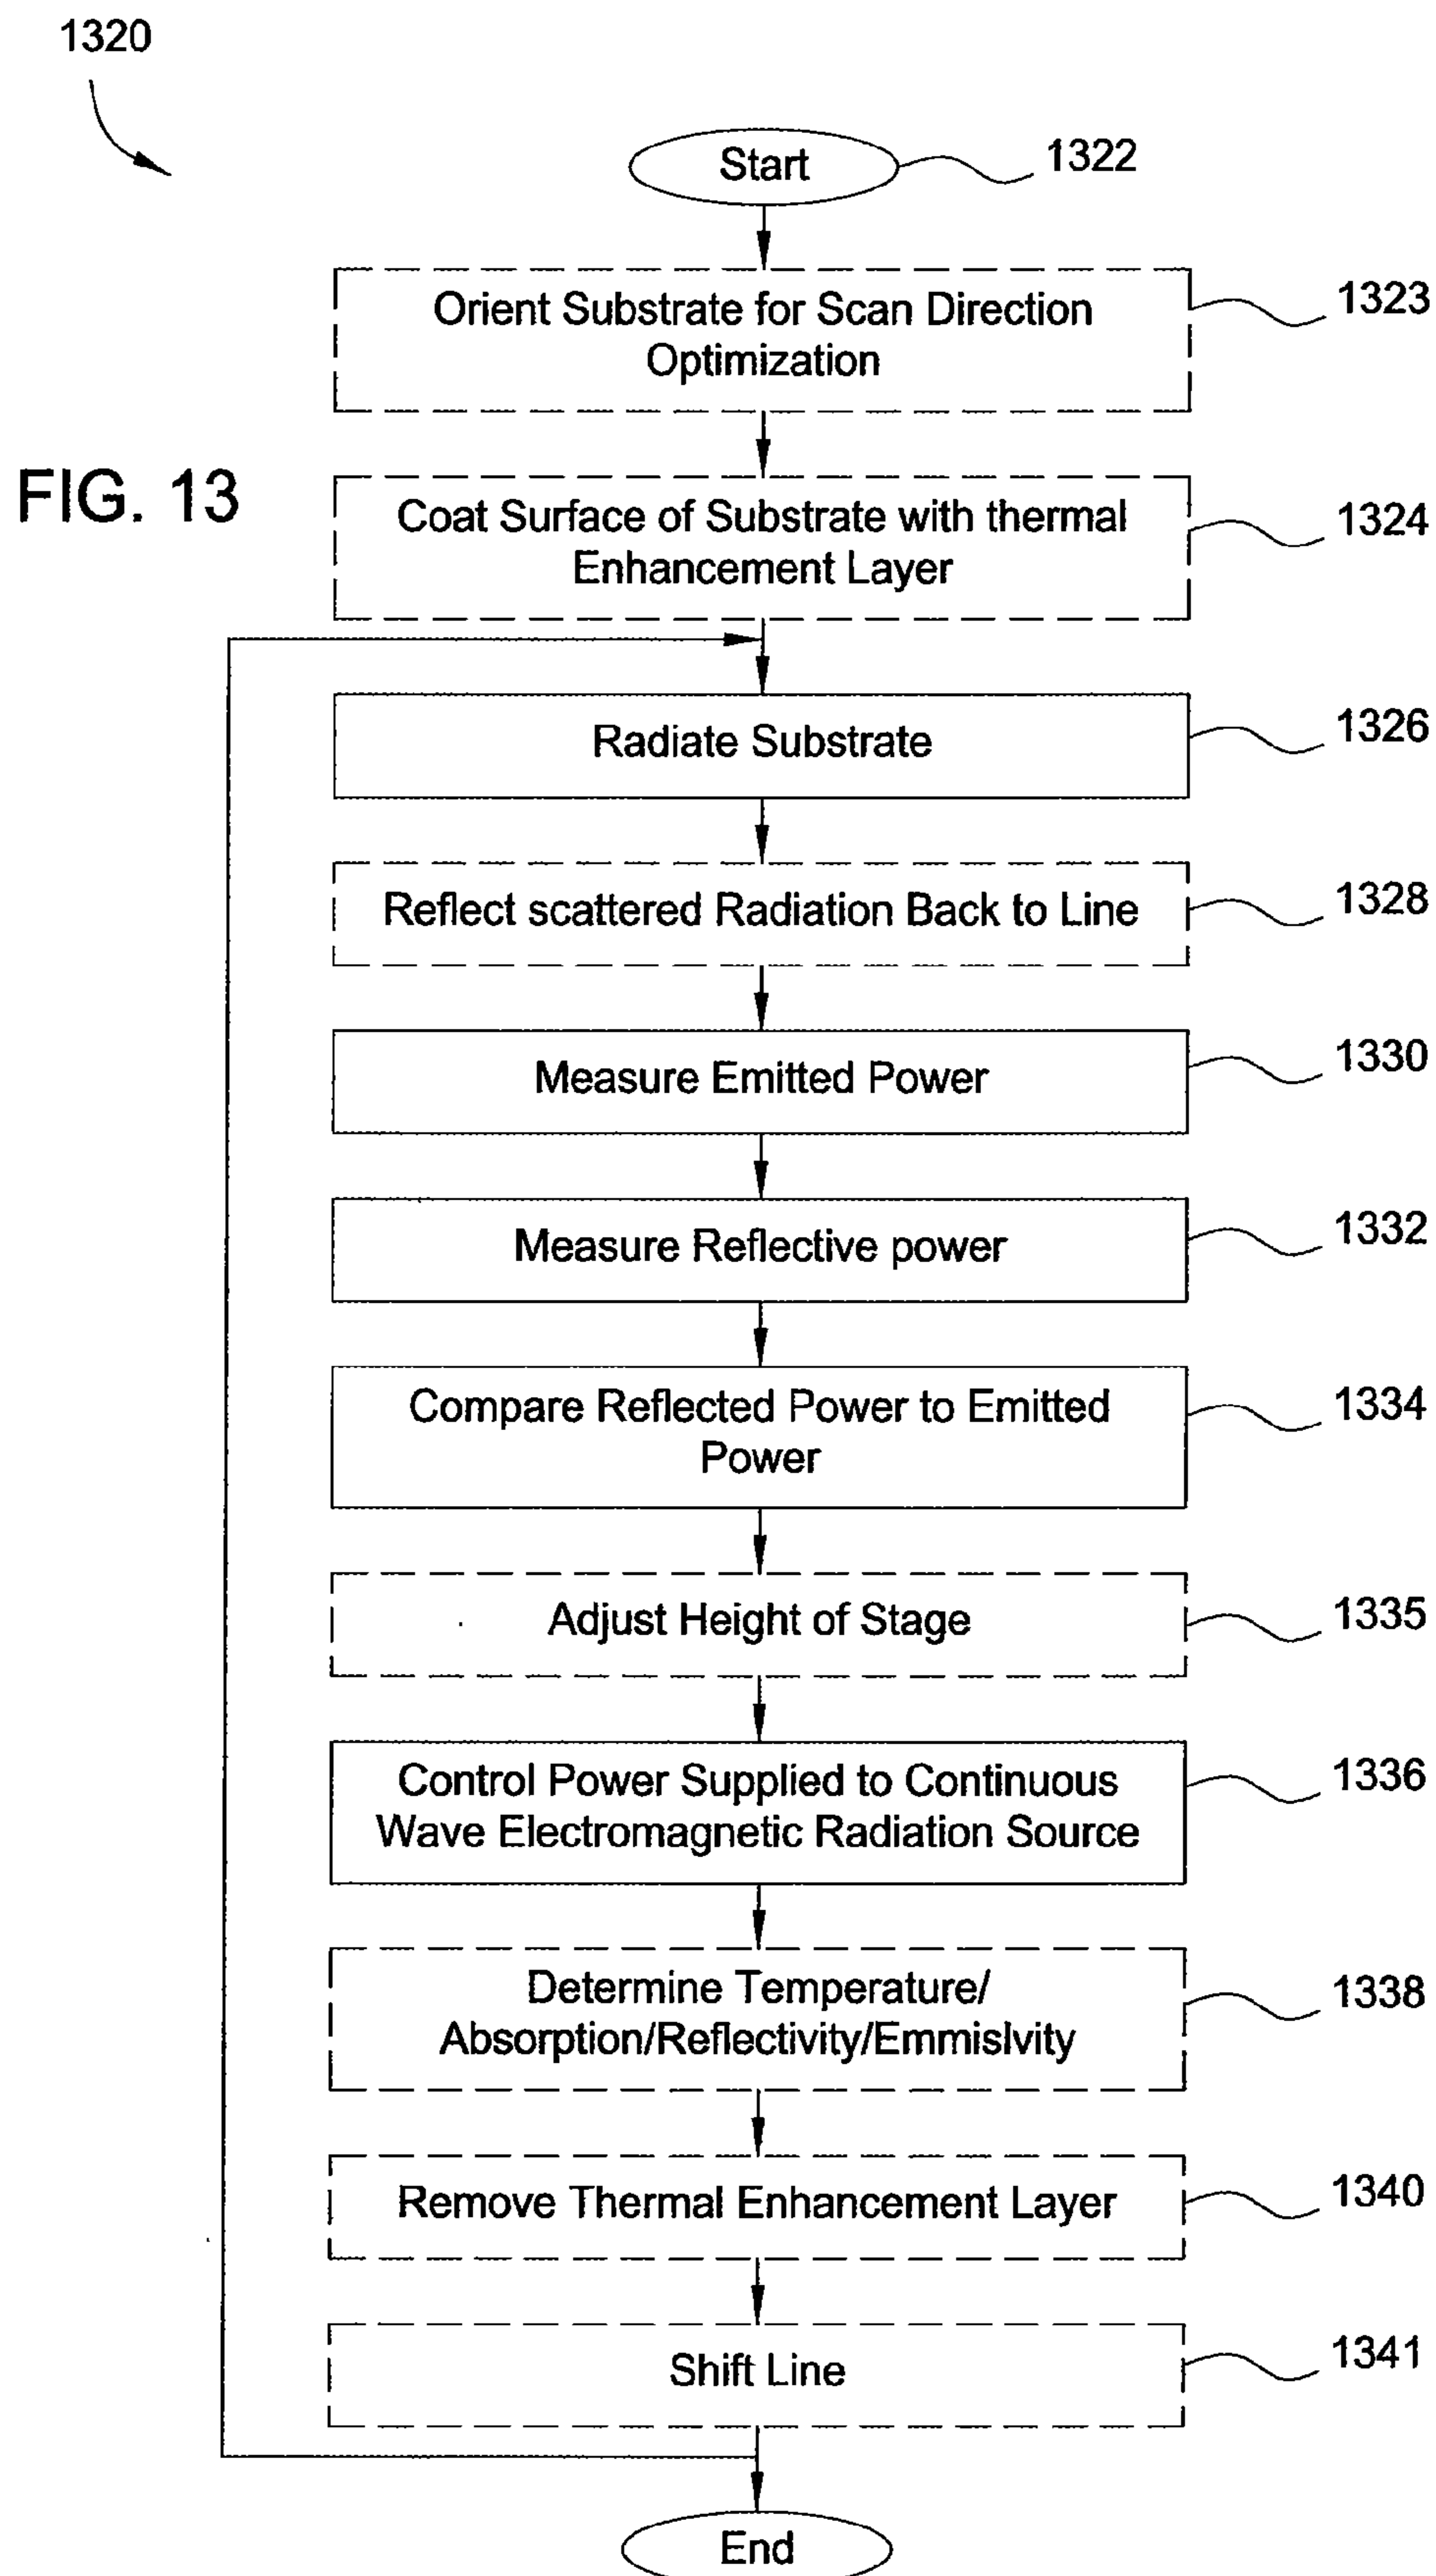 1320
Start
1322
Orient Substrate for Scan Direction
Optimization
1323
FIG. 13
Coat Surface of Substrate with thermal
Enhancement Layer
1324
Radiate Substrate
1326
Reflect scattered Radiation Back to Line
1328
Measure Emitted Power
1330
Measure Reflective power
1332
Compare Reflected Power to Emitted
Power
1334
Adjust Height of Stage
1335
Control Power Supplied to Continuous
Wave Electromagnetic Radiation Source
1336
Determine Temperature/
Absorption/Reflectivity/EmmisIvity
1338
Remove Thermal Enhancement Layer
1340
Shift Line
1341
End